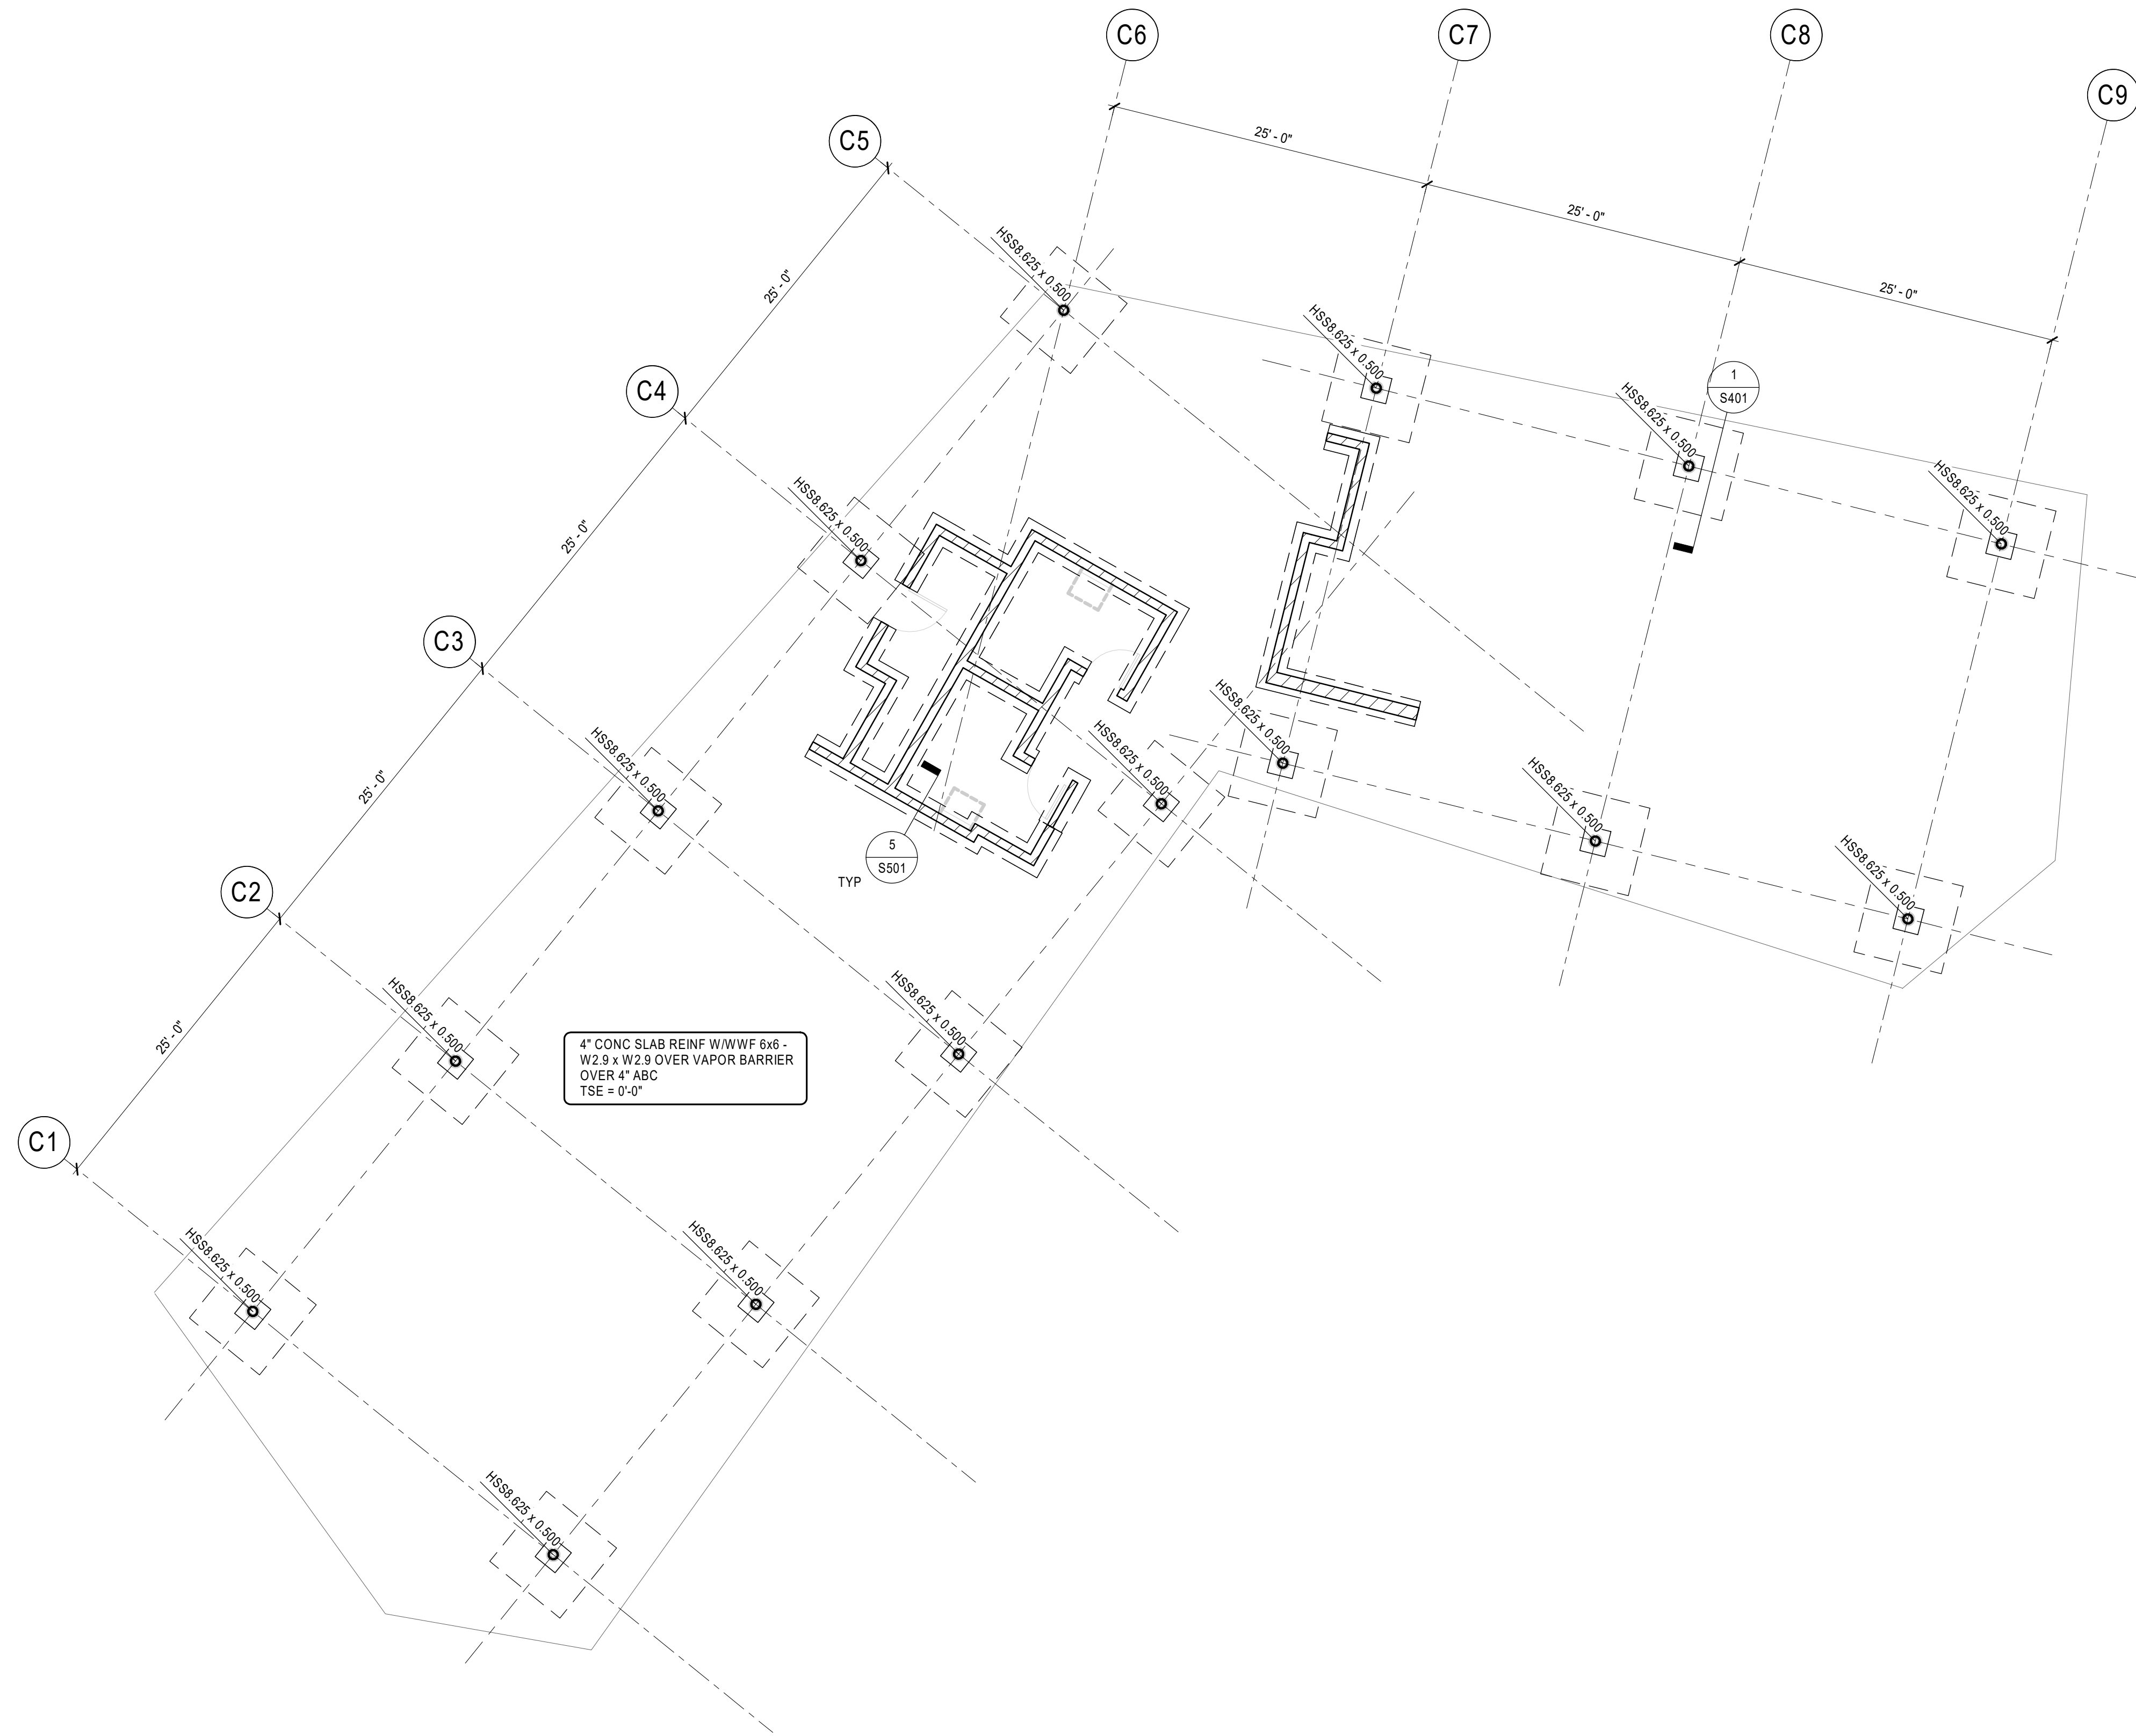 C6
C7
C8
C9
C5
25' - 0"
25' - 0"
25' - 0"
HSS8.625 x 0.500
25' - 0"
HSS8.625 x 0.500
1
S401
C4
HSS8.625 x 0.500
HSS8.625 x 0.500
HSS8.625 x 0.500
25' - 0"
C3
HSS8.625 x 0.500
HSS8.625 x 0.500
HSS8.625 x 0.500
HSS8.625 x 0.500
25' - 0"
5
S501
TYP
HSS8.625 x 0.500
C2
HSS8.625 x 0.500
HSS8.625 x 0.500
25' - 0"
4" CONC SLAB REINF W/WWF 6x6 -
W2.9 x W2.9 OVER VAPOR BARRIER
OVER 4" ABC
TSE = 0'-0"
C1
HSS8.625 x 0.500
HSS8.625 x 0.500
HSS8.625 x 0.500